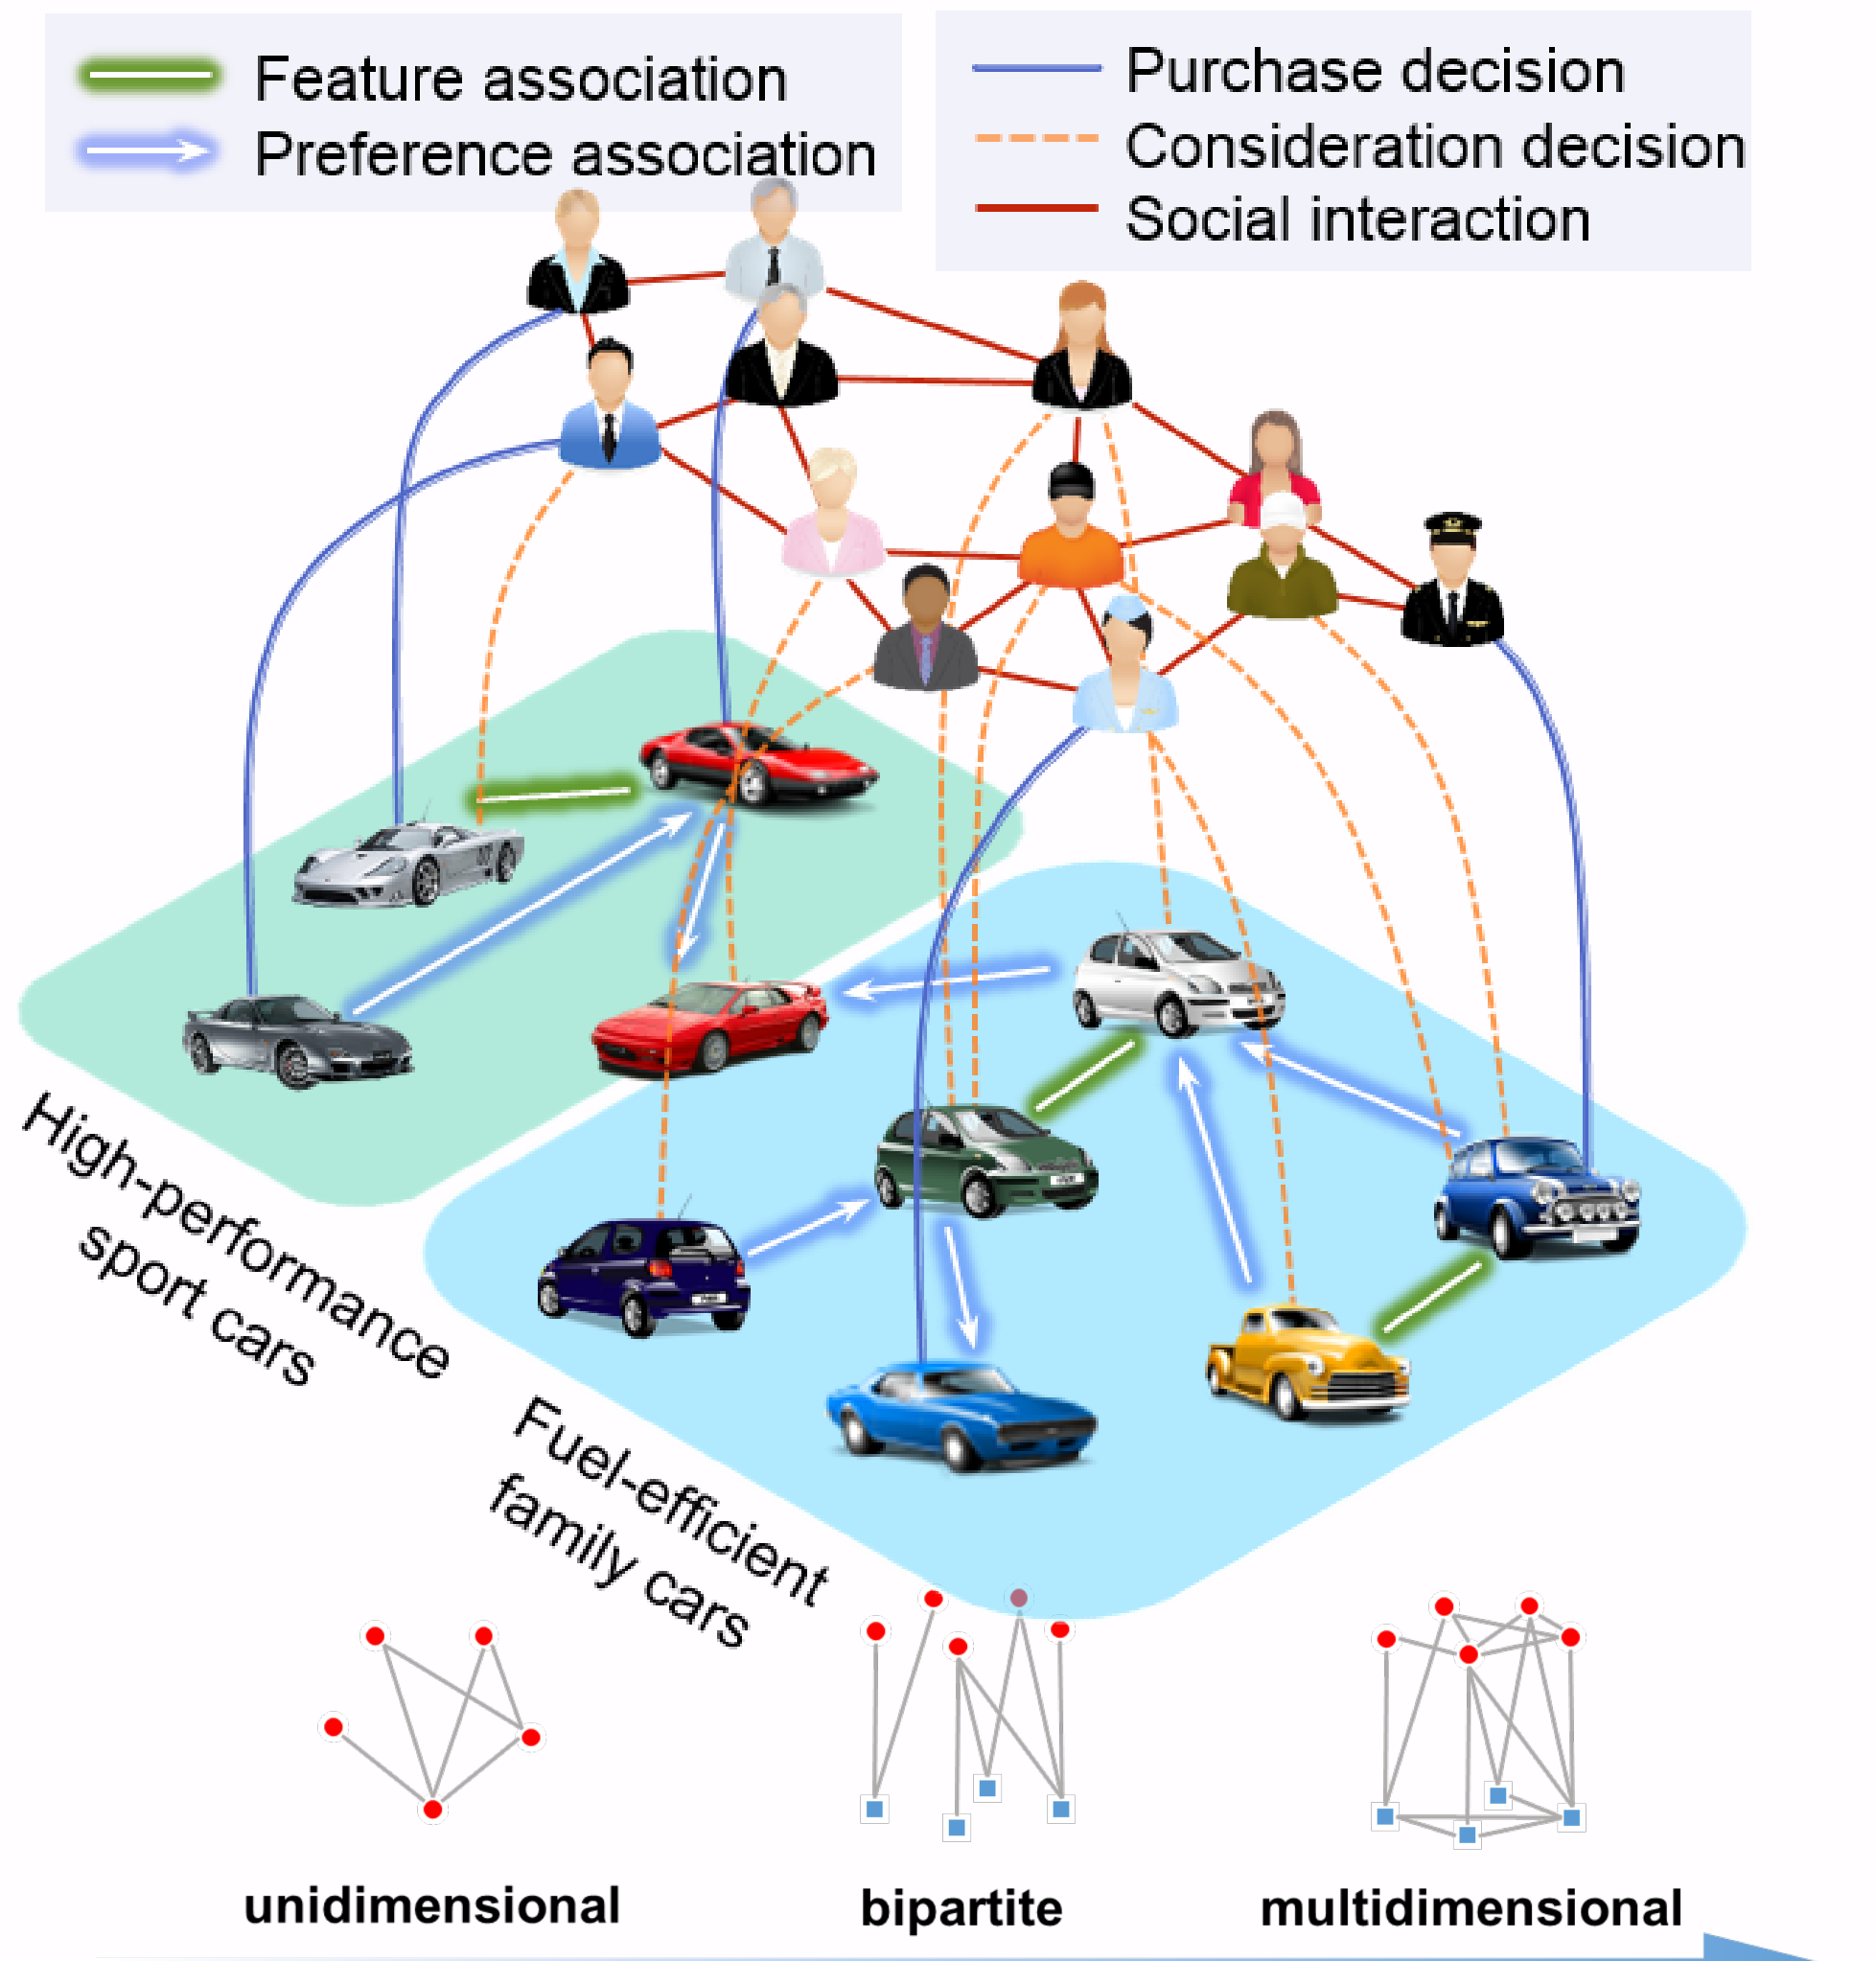 Feature association
Preference association
Purchase decision
Consideration decision
Social interaction
High-performance
sport cars
Fuel-efficient
family cars
unidimensional
bipartite
multidimensional